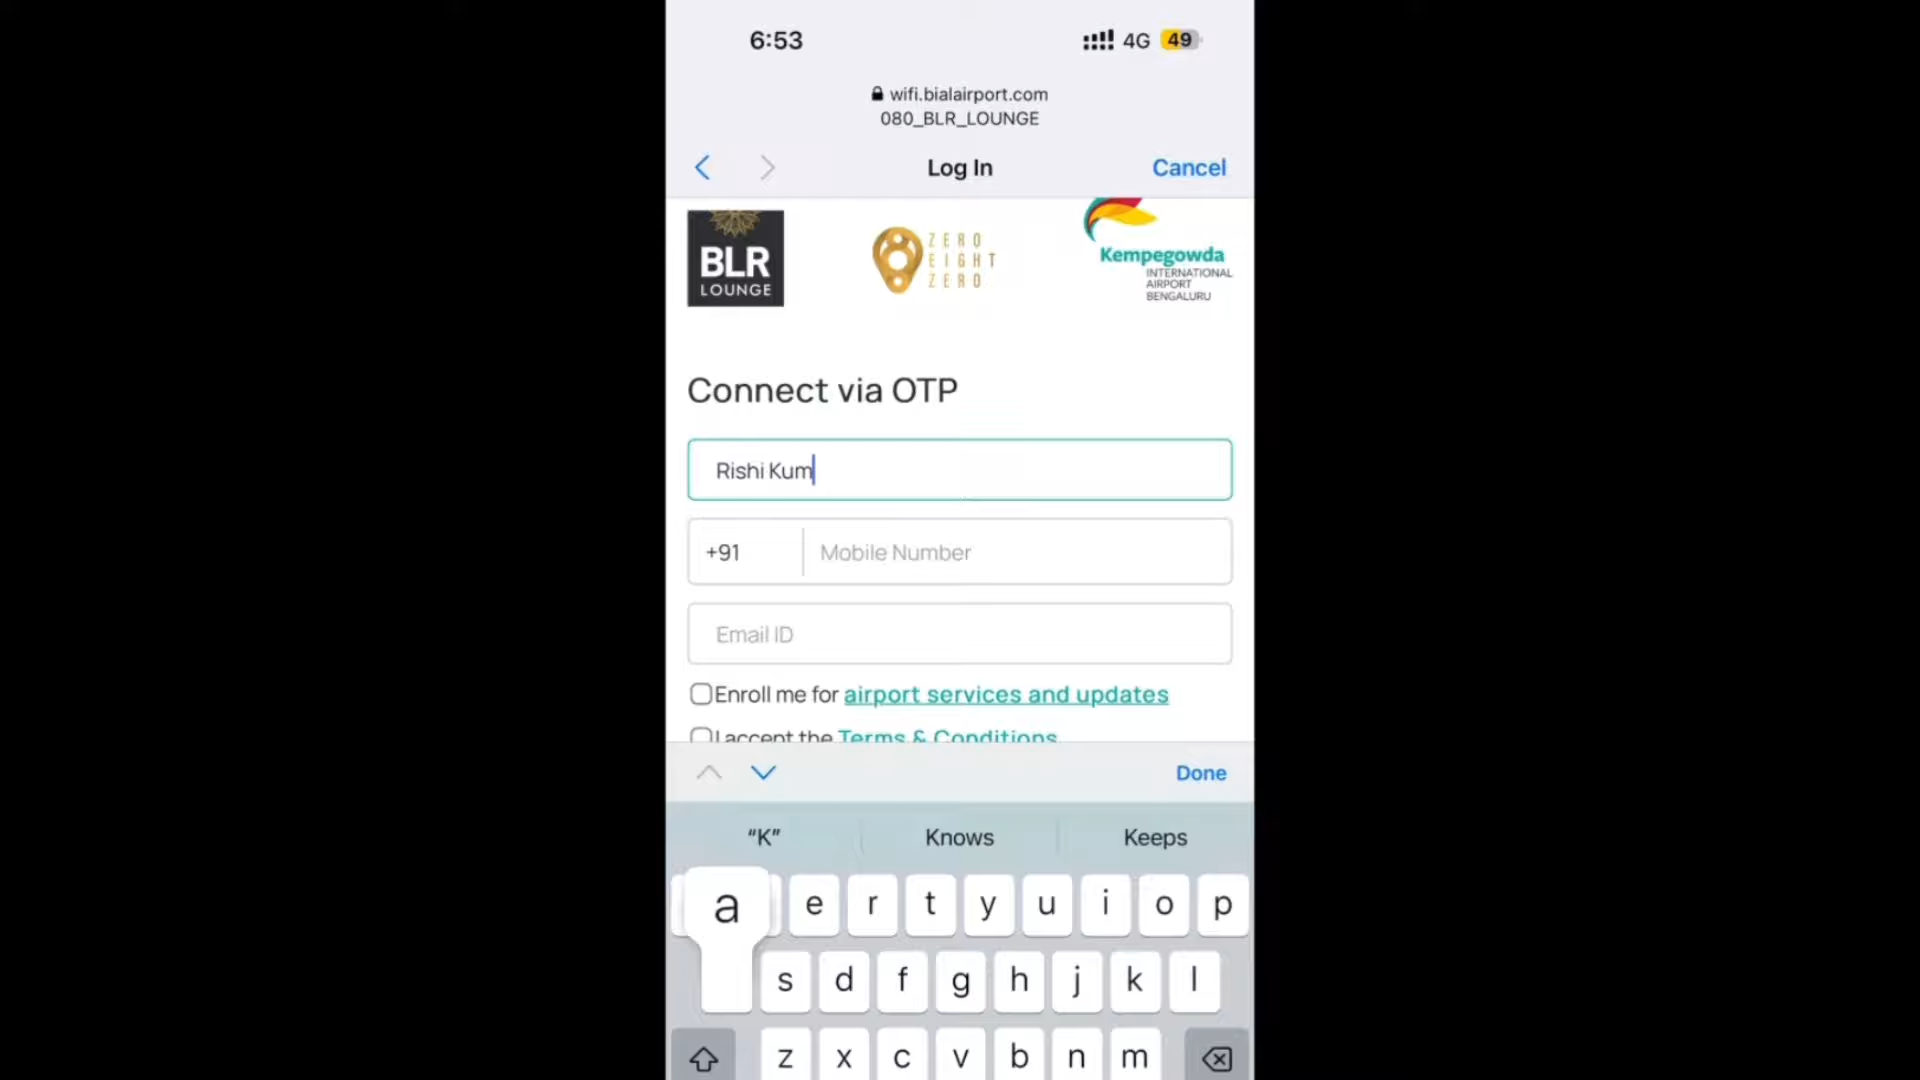 6:53
4G 49
wifi.bialairport.com
080_BLR_LOUNGE
Log In
Cancel
BLR
LOUNGE
ZERO
EIGHT
ZERO
Kempegowda
INTERNATIONAL
AIRPORT
BENGALURU
Connect via OTP
Rishi Kum
+91 Mobile Number
Email ID
Enroll me for airport services and updates
I accept the Terms & Conditions
Done
“K” Knows Keeps
a e r t y u i o p
s d f g h j k l
z x c v b n m